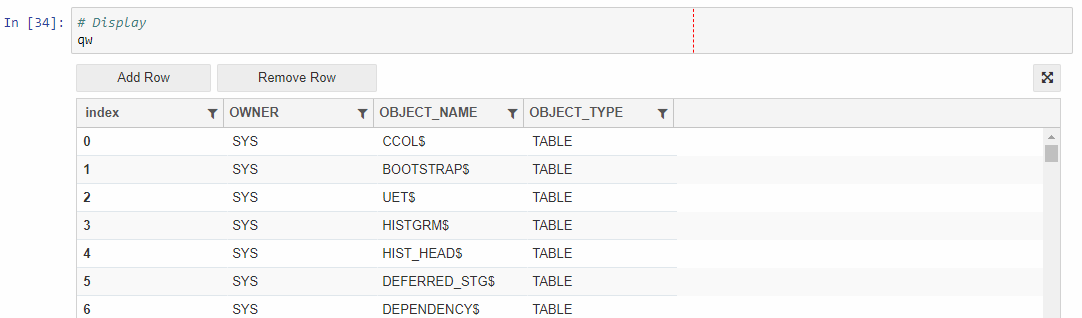 In [34]: # Display
qw
Add Row Remove Row
index OWNER OBJECT_NAME OBJECT_TYPE
0 SYS CCOL$ TABLE
1 SYS BOOTSTRAP$ TABLE
2 SYS UET$ TABLE
3 SYS HISTGRM$ TABLE
4 SYS HIST_HEAD$ TABLE
5 SYS DEFERRED_STG$ TABLE
6 SYS DEPENDENCY$ TABLE